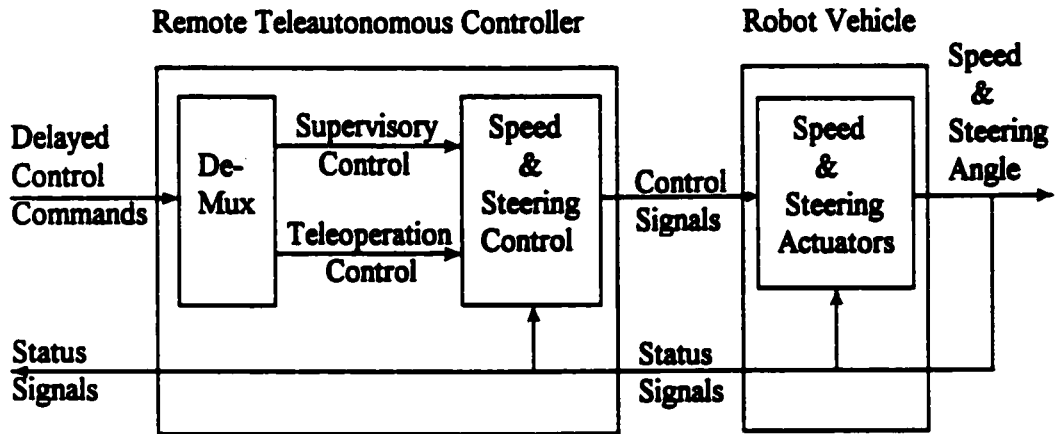 Remote Teleautonomous Controller
Robot Vehicle
Speed
&
Steering
Angle
Delayed
Control
Commands
De-
Mux
Supervisory
Control
Teleoperation
Control
Speed
&
Steering
Control
Control
Signals
Speed
&
Steering
Actuators
Status
Signals
Status
Signals